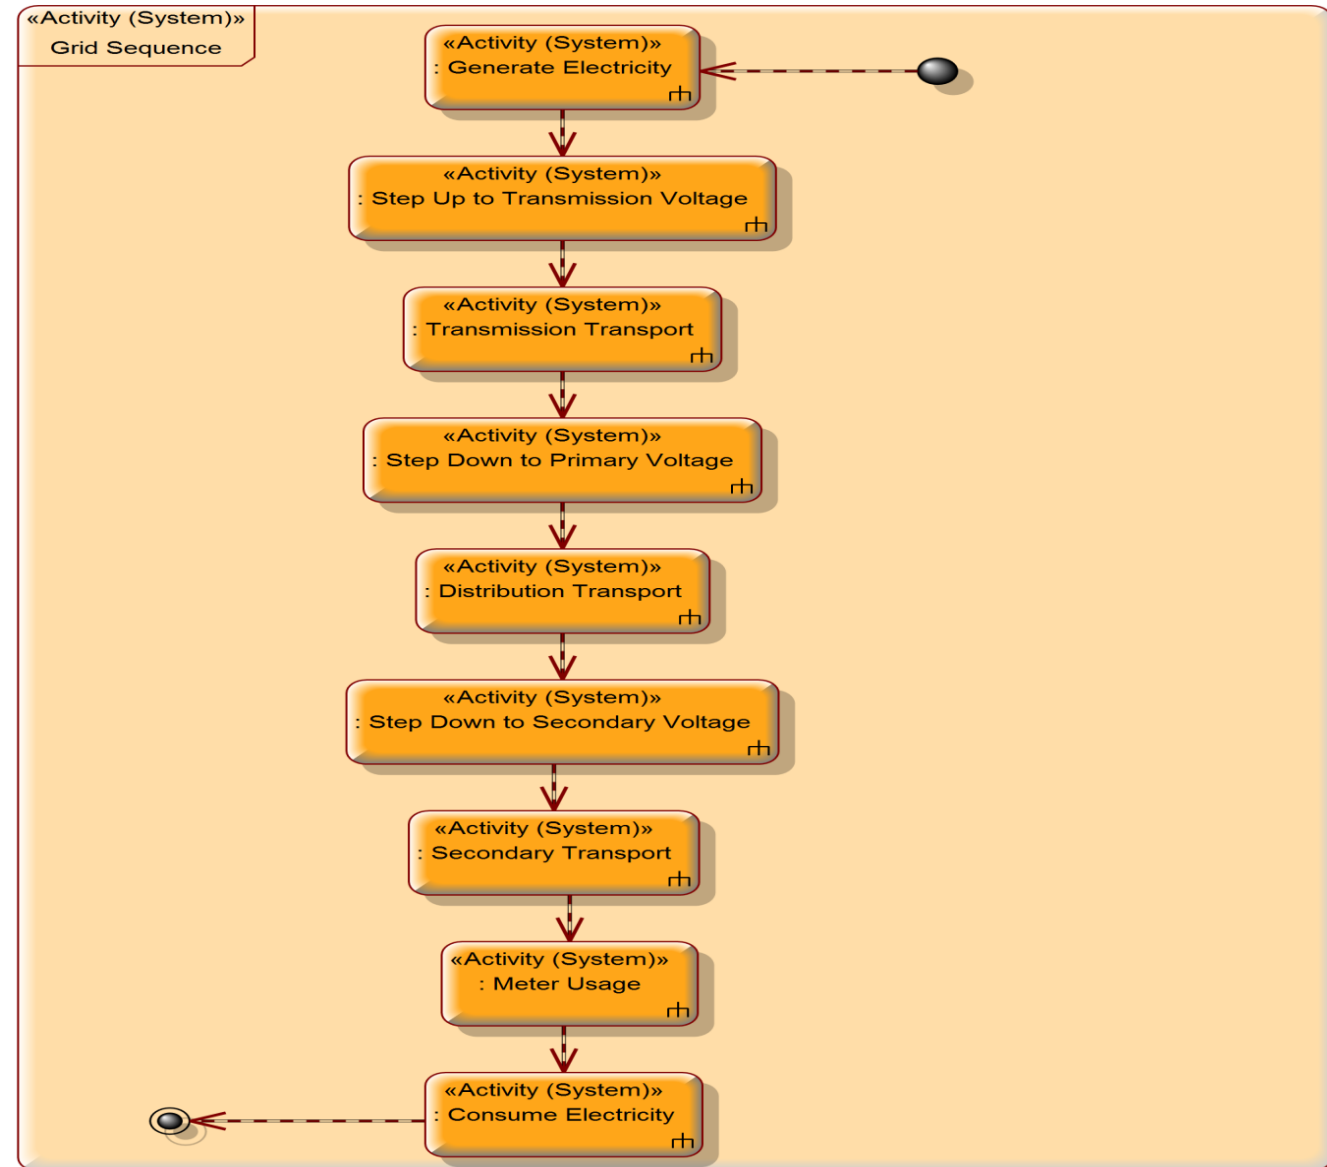 «Activity (System)»
Grid Sequence
«Activity (System)»
: Generate Electricity
«Activity (System)»
: Step Up to Transmission Voltage
«Activity (System)»
: Transmission Transport
«Activity (System)»
: Step Down to Primary Voltage
«Activity (System)»
: Distribution Transport
«Activity (System)»
: Step Down to Secondary Voltage
«Activity (System)»
: Secondary Transport
«Activity (System)»
: Meter Usage
«Activity (System)»
: Consume Electricity